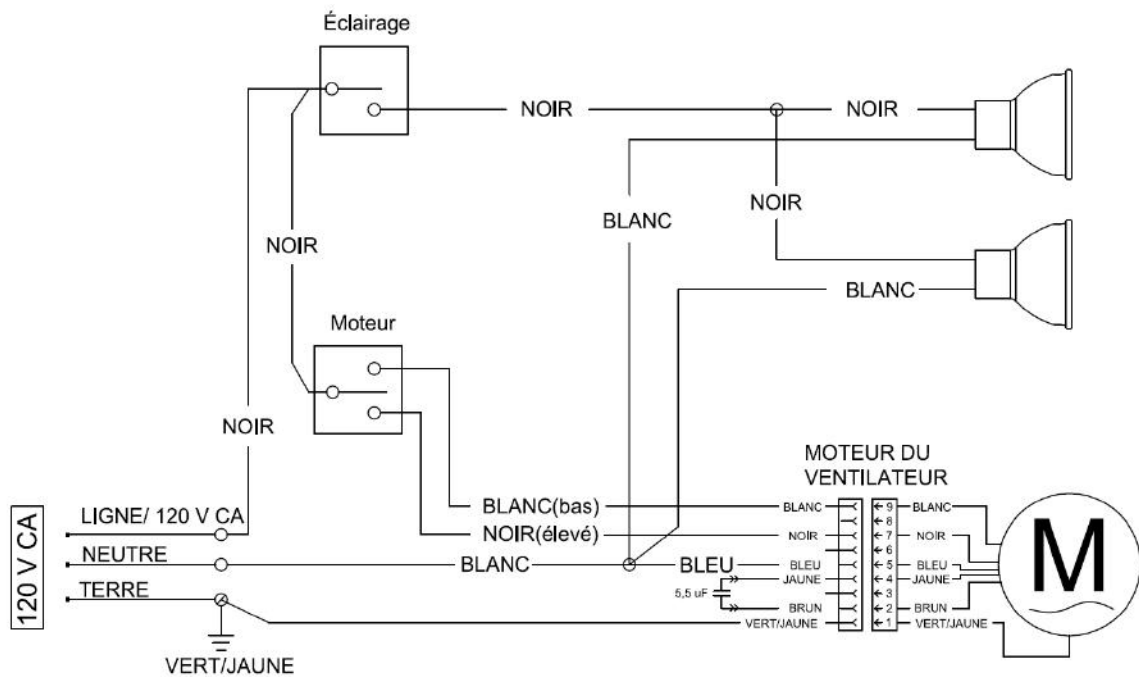 Éclairage
NOIR
NOIR
NOIR
BLANC
NOIR
BLANC
Moteur
NOIR
MOTEUR DU
VENTILATEUR
120 V CA
LIGNE/ 120 V CA
NEUTRE
TERRE
VERT/JAUNE
NOIR
BLANC(bas)
NOIR(élevé)
BLANC
BLEU
5,5 uF
BLANC
NOIR
BLEU
JAUNE
BRUN
VERT/JAUNE
9
8
7
6
5
4
3
2
1
BLANC
NOIR
BLEU
JAUNE
BRUN
VERT/JAUNE
M